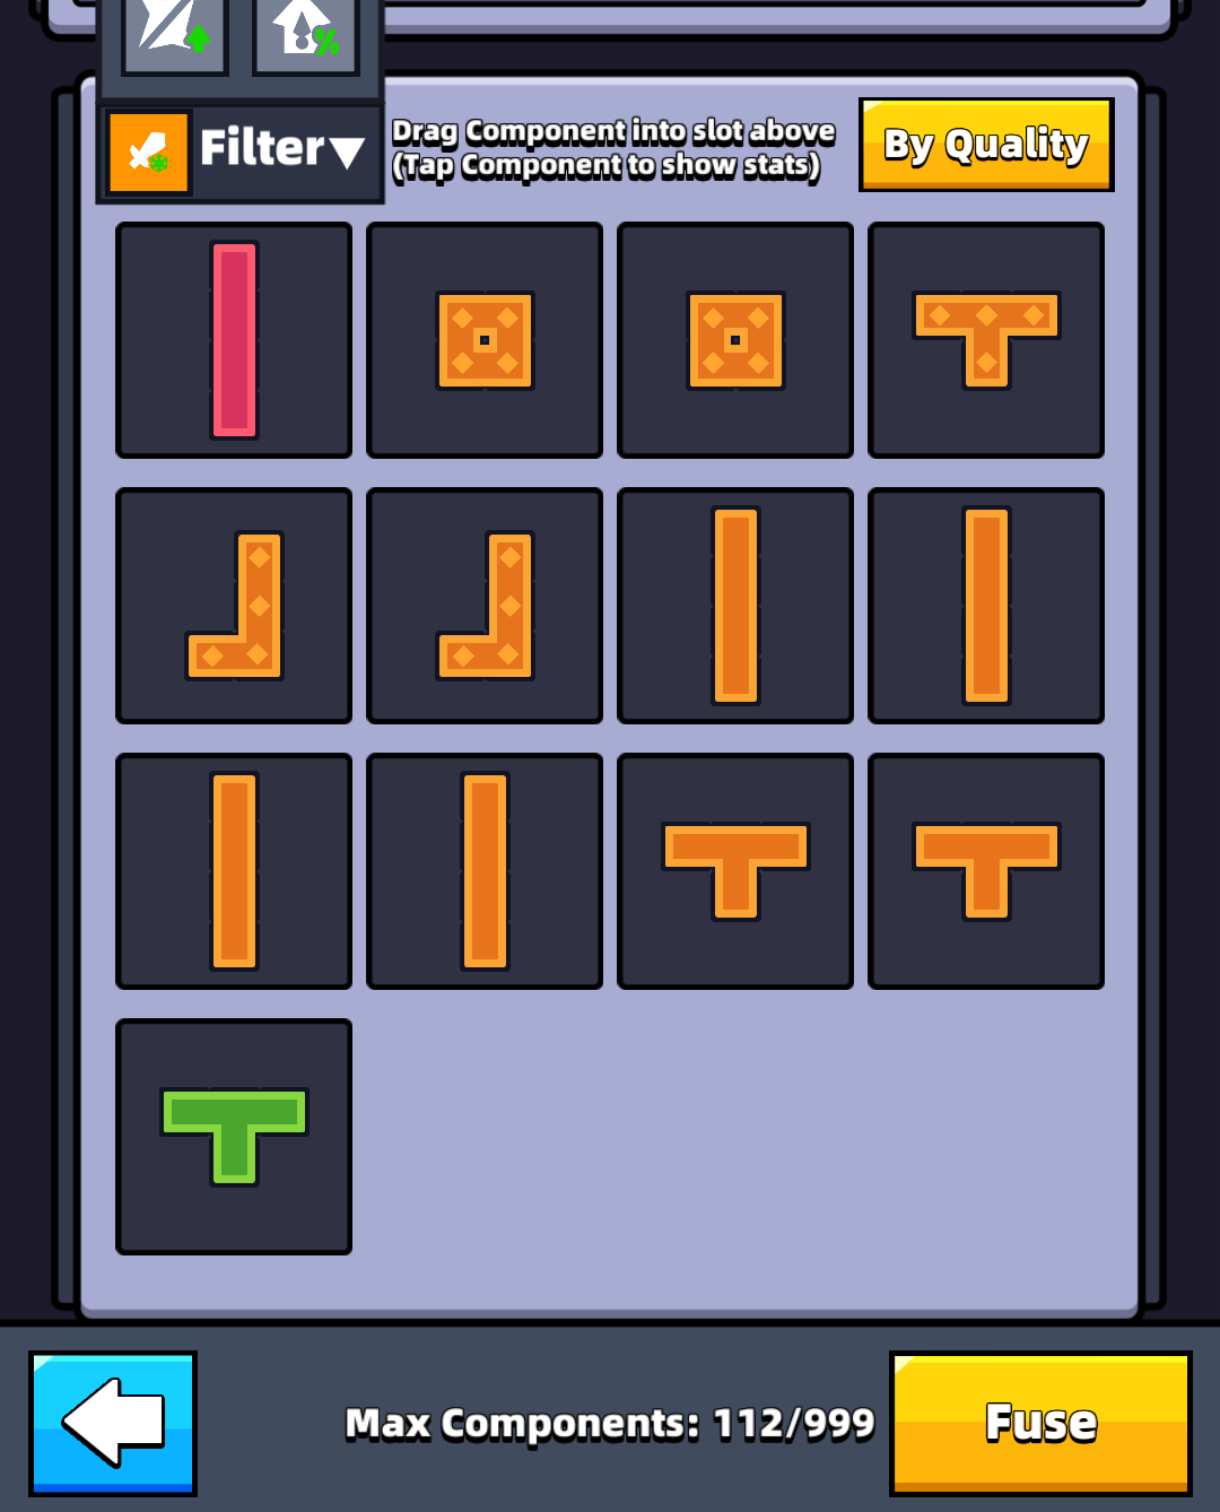 %
Filter▼
Drag Component into slot above
(Tap Component to show stats)
By Quality
Max Components: 112/999
Fuse